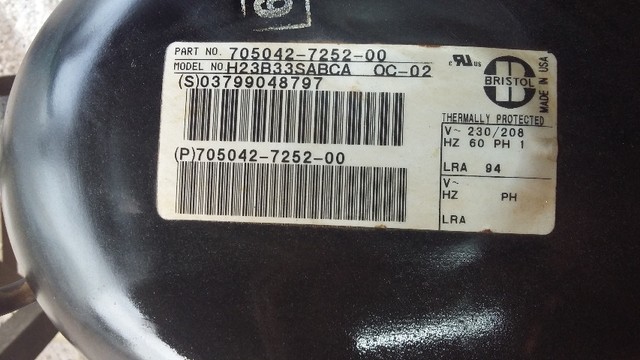 PART NO. 705042-7252-00
MODEL NO H23B33SABCA QC-02
(S)03799048797
(P)705042-7252-00
BRISTOL
MADE IN USA
THERMALLY PROTECTED
V~ 230/208
HZ 60 PH 1
LRA 94
V~
HZ PH
LRA